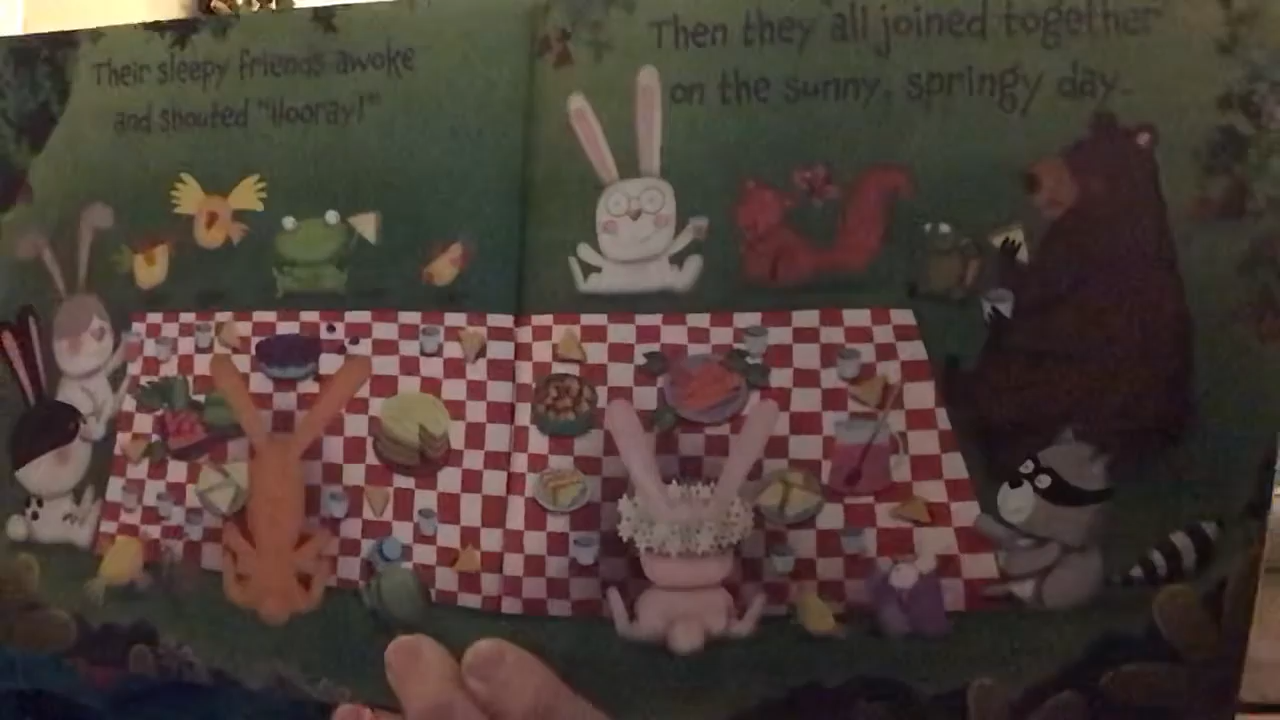 Their sleepy friends awoke
and shouted "Hooray!"
Then they all joined together
on the sunny, springy day.